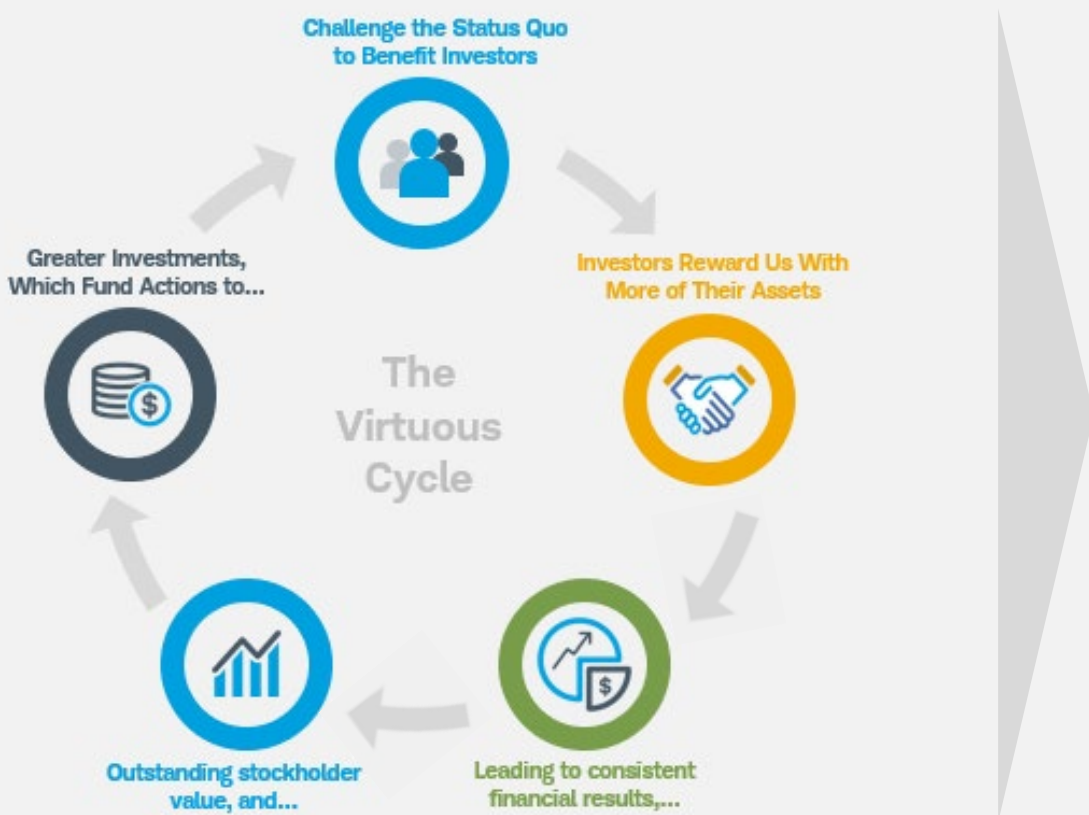 Challenge the Status Quo
to Benefit Investors
Investors Reward Us With
More of Their Assets
Leading to consistent
financial results,...
Outstanding stockholder
value, and...
Greater Investments,
Which Fund Actions to...
The
Virtuous
Cycle
$
$